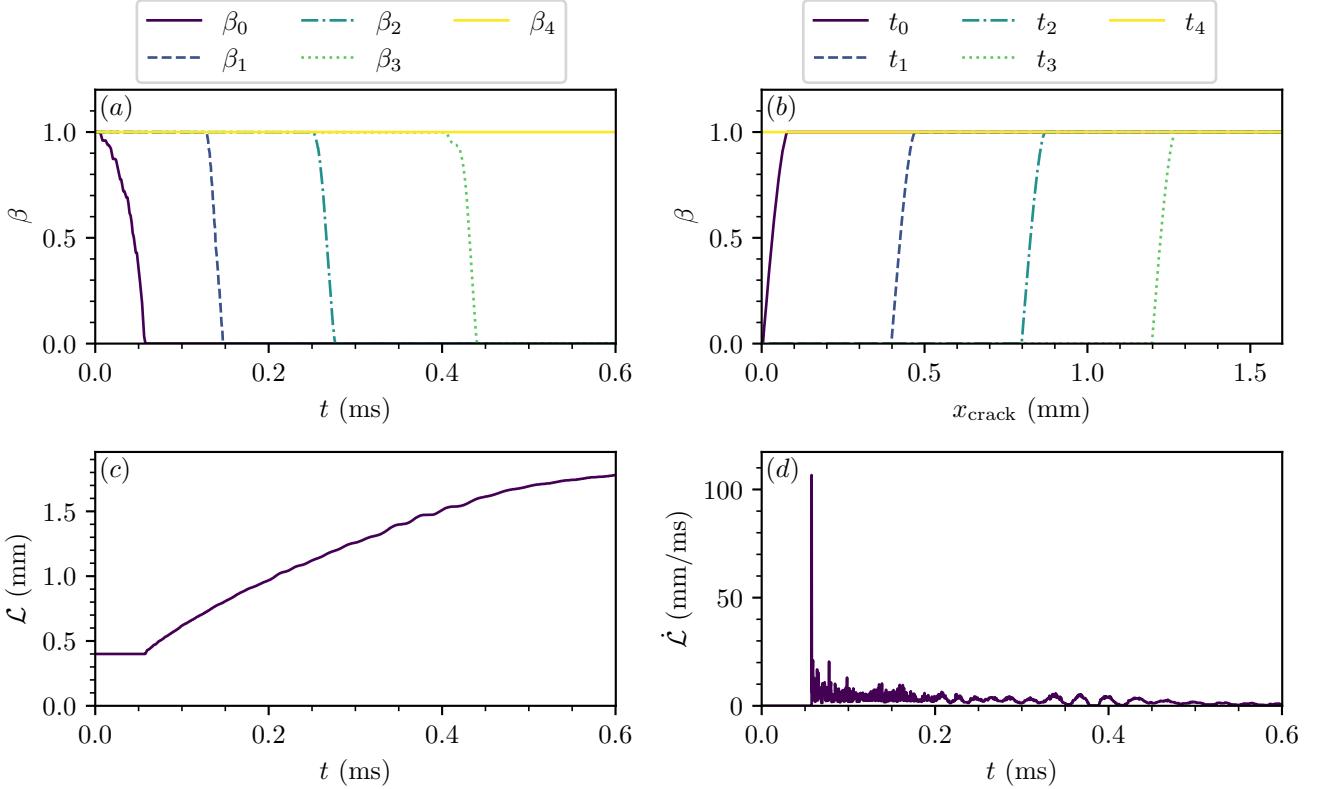 β₀ β₂ β₄
β₁ β₃
t₀ t₂ t₄
t₁ t₃
(a)
β
1.0
0.5
0.0
0.0 0.2 0.4 0.6
t (ms)
(b)
β
1.0
0.5
0.0
0.0 0.5 1.0 1.5
x_crack (mm)
(c)
ℒ (mm)
1.5
1.0
0.5
0.0
0.0 0.2 0.4 0.6
t (ms)
(d)
ℒ̇ (mm/ms)
100
50
0
0.0 0.2 0.4 0.6
t (ms)